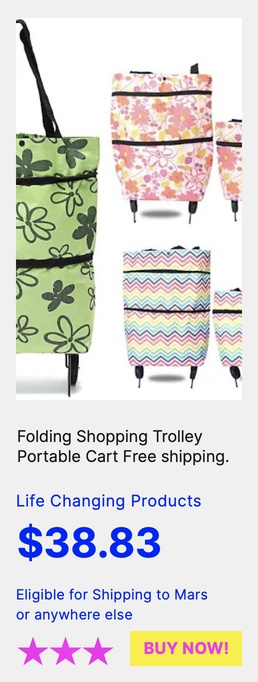 Folding Shopping Trolley
Portable Cart Free shipping.
Life Changing Products
$38.83
Eligible for Shipping to Mars
or anywhere else
BUY NOW!